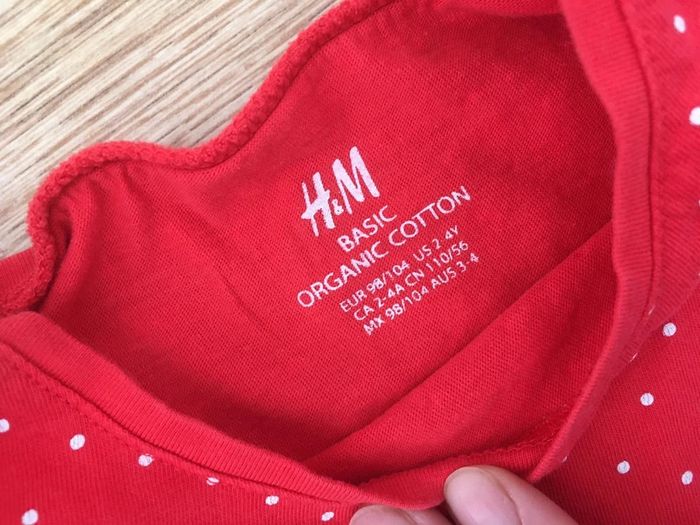 H&M
BASIC
ORGANIC COTTON
EUR 98/104 US 2 4Y
CA 2-4A CN 110/56
MX 98/104 AUS 3-4